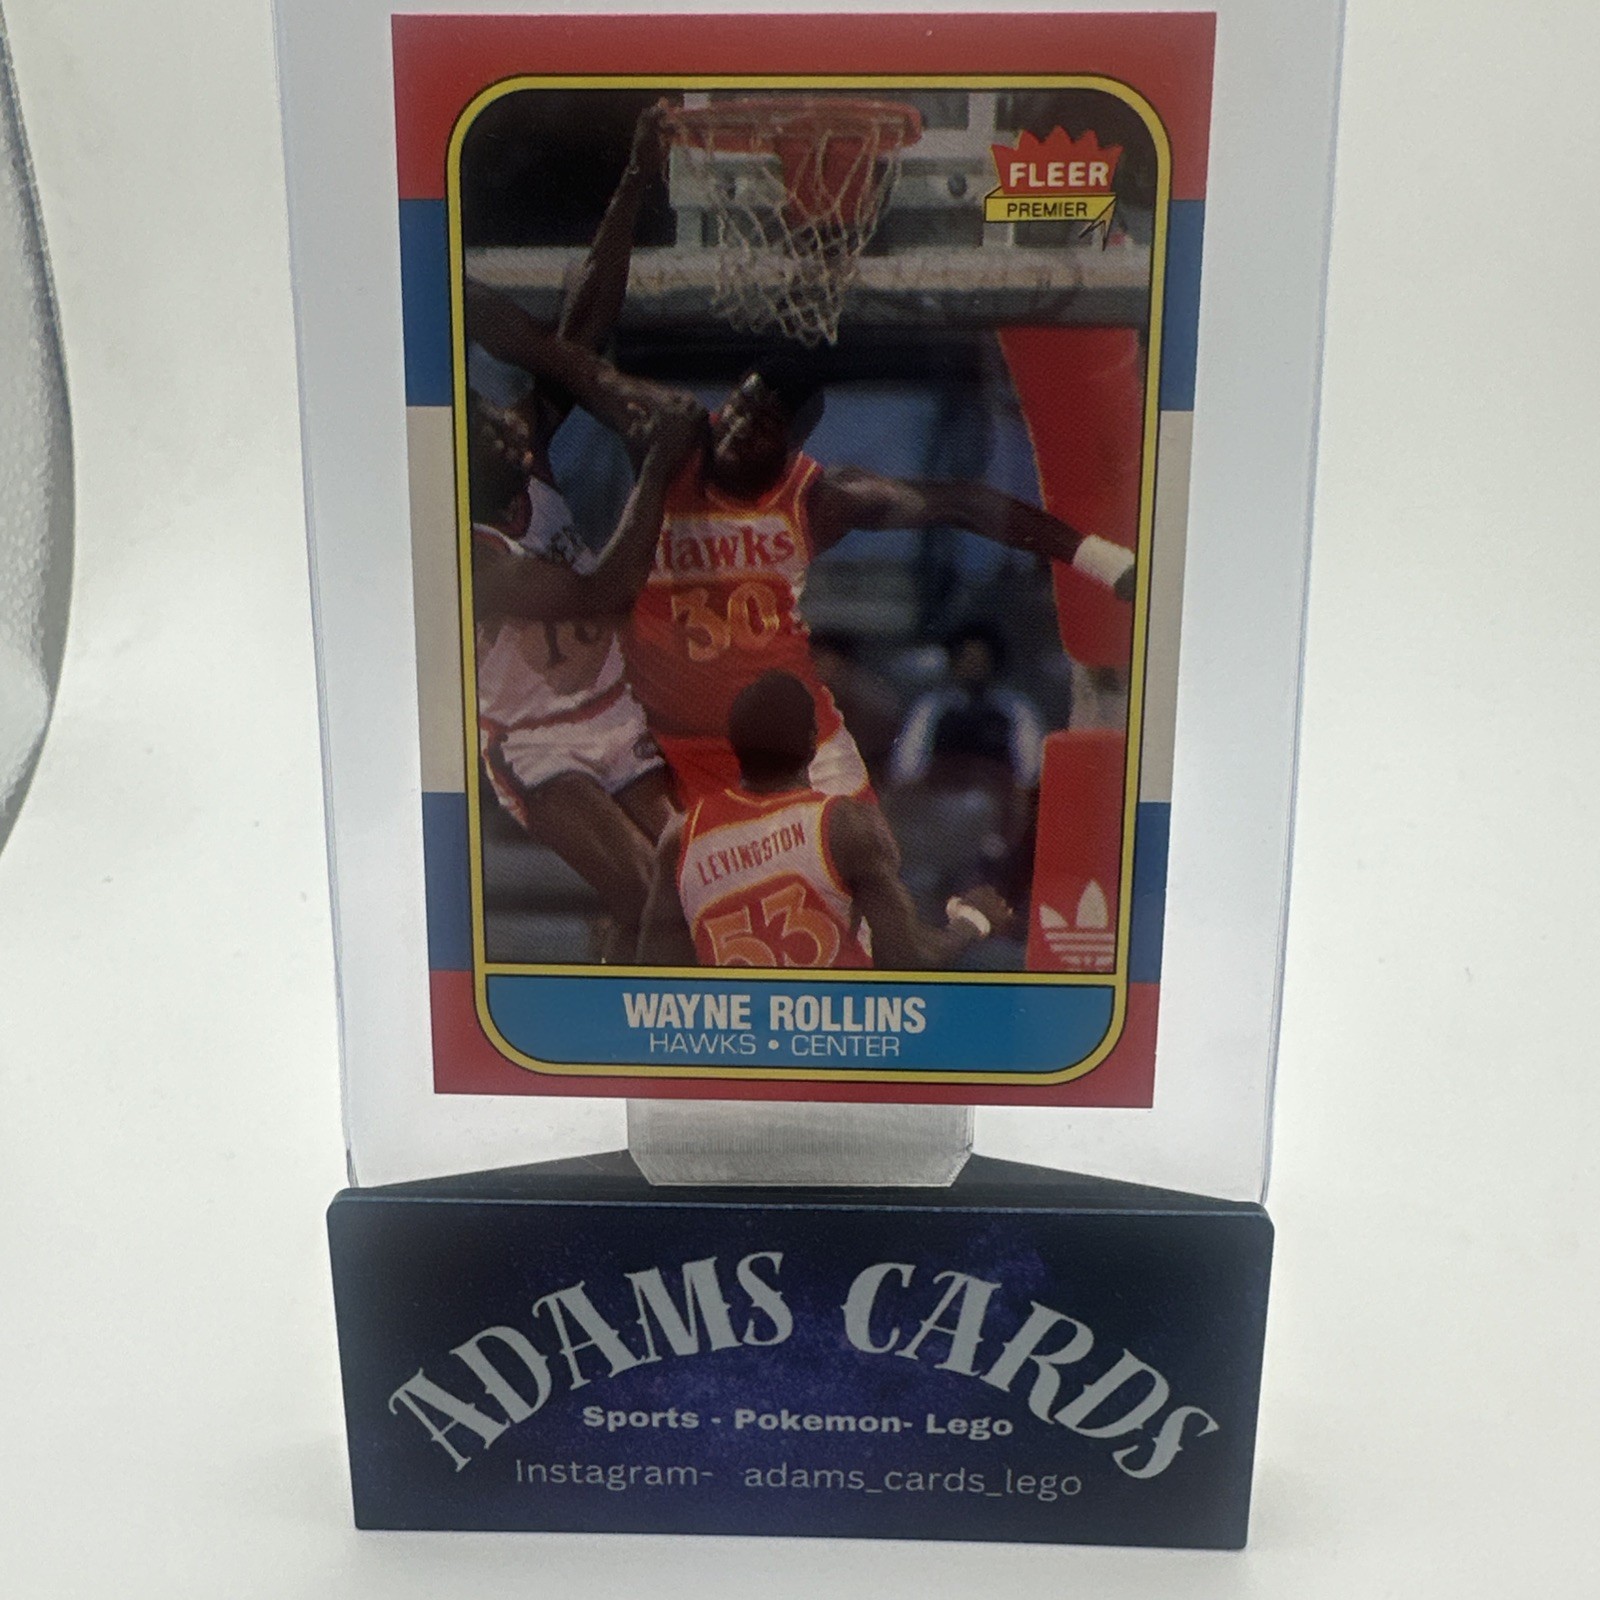 FLEER
PREMIER
Hawks
30
LEVINGSTON
53
WAYNE ROLLINS
HAWKS • CENTER
ADAMS CARDS
Sports - Pokemon- Lego
Instagram- adams_cards_lego